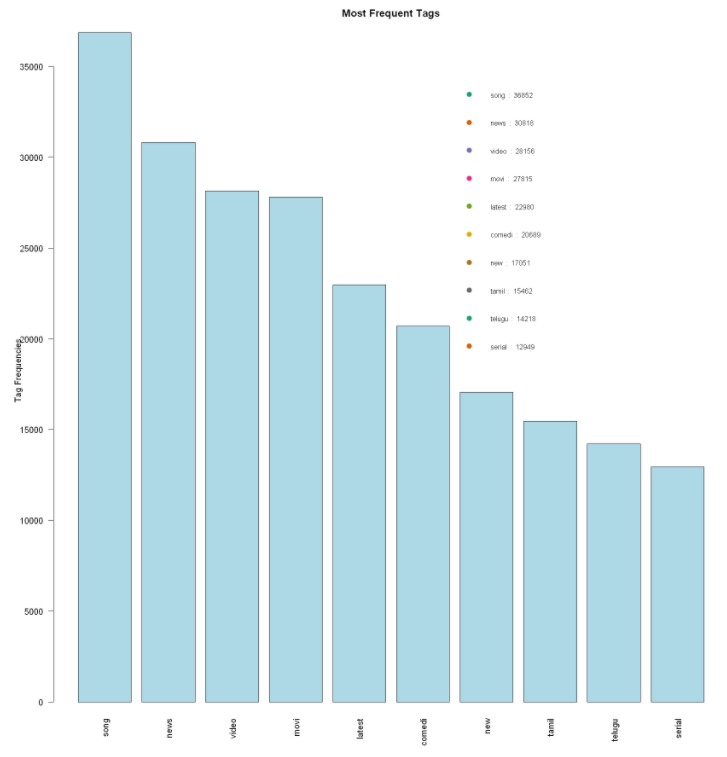 Most Frequent Tags
Tag Frequencies
35000
30000
25000
20000
15000
10000
5000
0
song : 36852
news : 30818
video : 28156
movi : 27815
latest : 22980
comedi : 20689
new : 17051
tamil : 15462
telugu : 14218
serial : 12949
song
news
video
movi
latest
comedi
new
tamil
telugu
serial